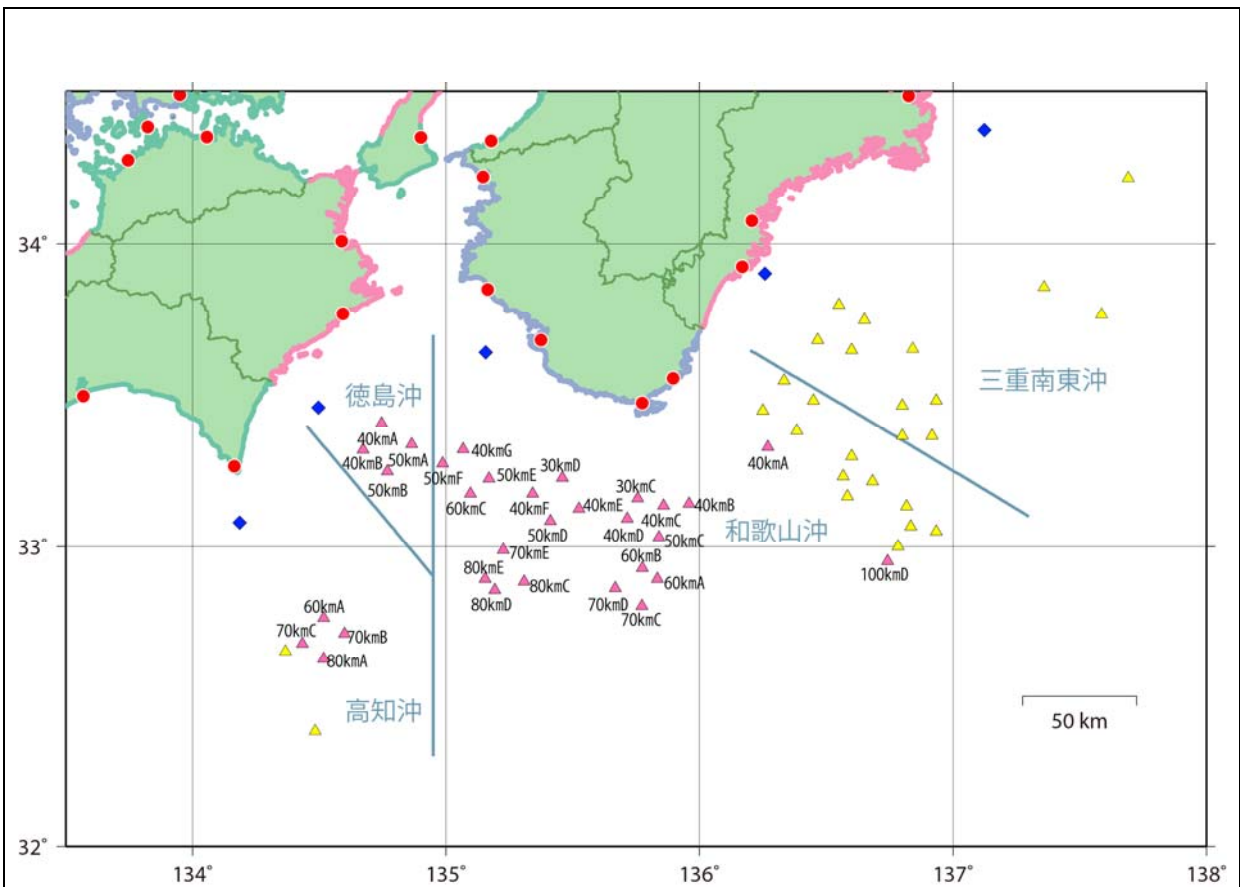 34°
徳島沖
三重南東沖
40kmA
40kmB
50kmA
50kmB
40kmG
50kmF
50kmE
30kmD
40kmA
60kmC
40kmF
40kmE
30kmC
40kmB
40kmC
50kmD
40kmD
50kmC
和歌山沖
33°
70kmE
60kmB
80kmE
80kmC
60kmA
100kmD
80kmD
70kmD
70kmC
60kmA
70kmC
70kmB
80kmA
高知沖
50 km
32°
134°
135°
136°
137°
138°